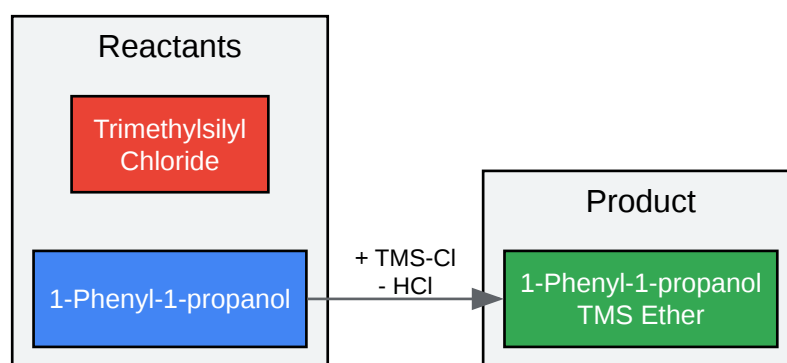 Reactants
Trimethylsilyl
Chloride
1-Phenyl-1-propanol
+ TMS-Cl
- HCl
Product
1-Phenyl-1-propanol
TMS Ether